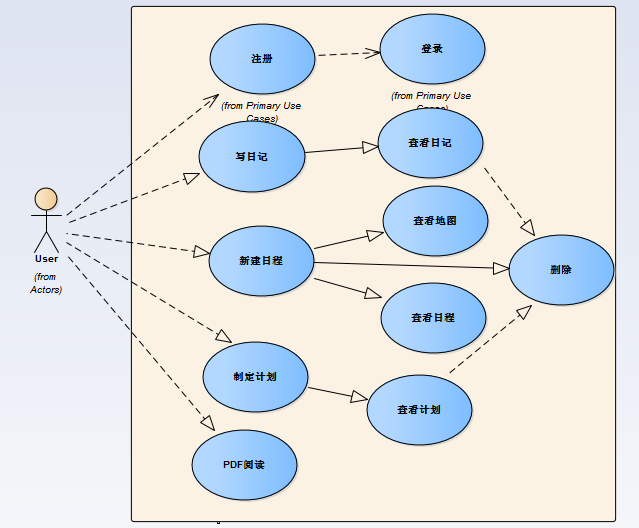 注册
登录
(from Primary Use
Cases)
(from Primary Use
Cases)
写日记
查看日记
查看地图
User
(from
Actors)
新建日程
删除
查看日程
制定计划
查看计划
PDF阅读